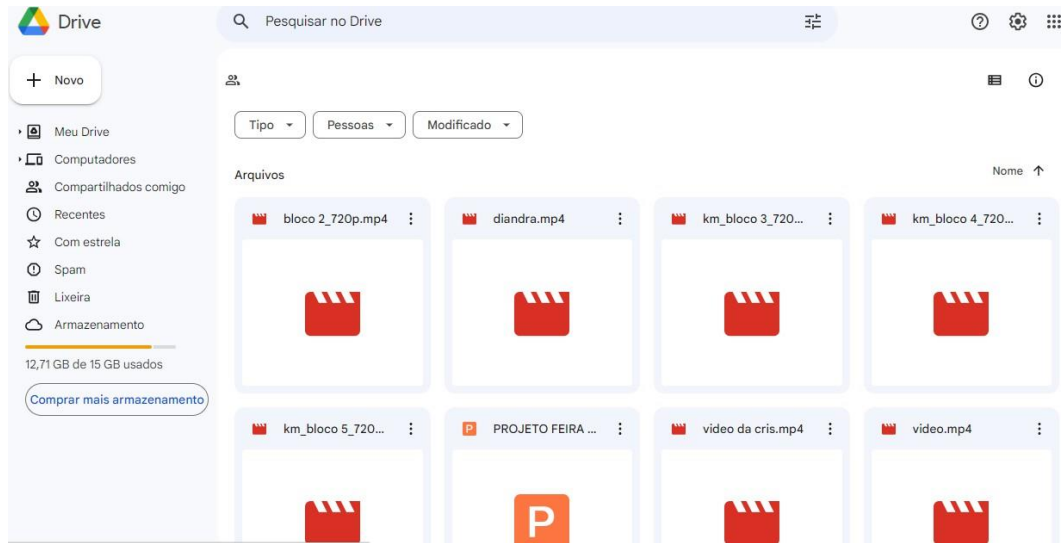 Drive
Pesquisar no Drive
Novo
Meu Drive
Computadores
Compartilhados comigo
Recentes
Com estrela
Spam
Lixeira
Armazenamento
12,71 GB de 15 GB usados
Comprar mais armazenamento
Tipo
Pessoas
Modificado
Arquivos
Nome
bloco 2_720p.mp4
diandra.mp4
km_bloco 3_720...
km_bloco 4_720...
km_bloco 5_720...
PROJETO FEIRA ...
video da cris.mp4
video.mp4
P
P